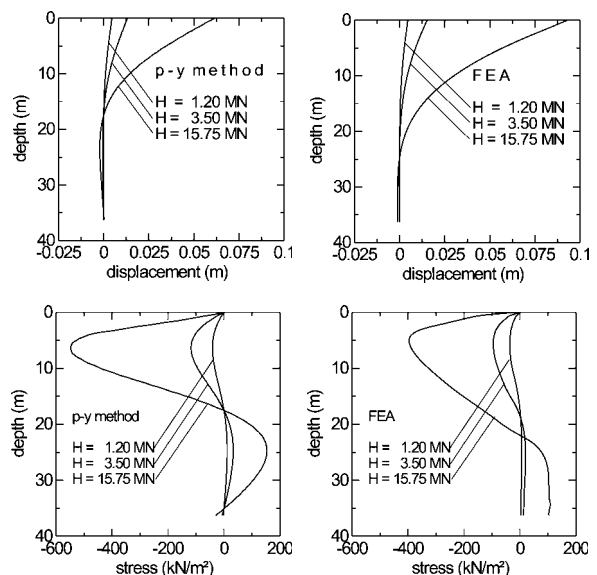 0
10
20
30
40
depth (m)
p-y method
H = 1.20 MN
H = 3.50 MN
H = 15.75 MN
-0.025 0 0.025 0.05 0.075 0.1
displacement (m)
0
10
20
30
40
depth (m)
FEA
H = 1.20 MN
H = 3.50 MN
H = 15.75 MN
-0.025 0 0.025 0.05 0.075 0.1
displacement (m)
0
10
20
30
40
depth (m)
p-y method
H = 1.20 MN
H = 3.50 MN
H = 15.75 MN
-600 -400 -200 0 200
stress (kN/m²)
0
10
20
30
40
depth (m)
FEA
H = 1.20 MN
H = 3.50 MN
H = 15.75 MN
-600 -400 -200 0 200
stress (kN/m²)